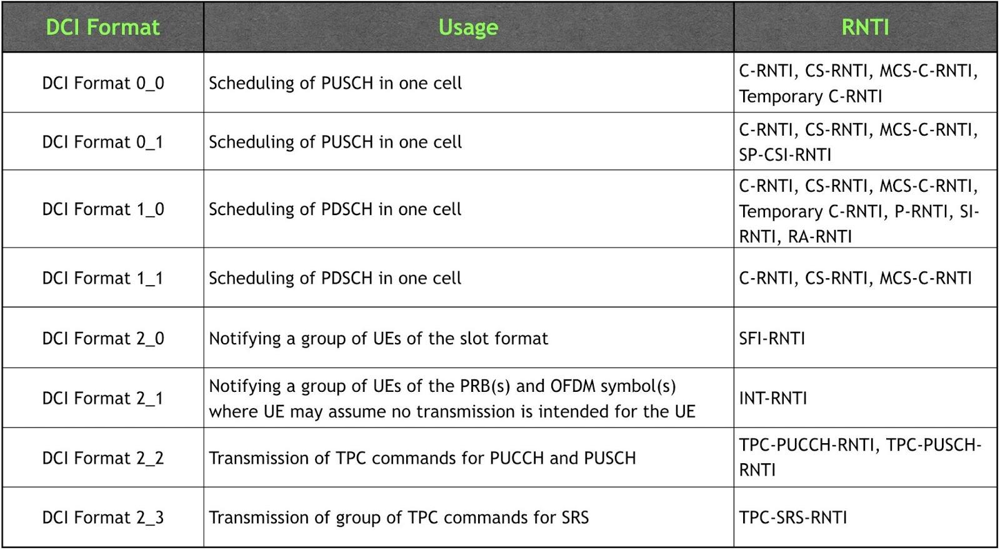 DCI Format Usage RNTI
DCI Format 0_0 Scheduling of PUSCH in one cell C-RNTI, CS-RNTI, MCS-C-RNTI,
Temporary C-RNTI
DCI Format 0_1 Scheduling of PUSCH in one cell C-RNTI, CS-RNTI, MCS-C-RNTI,
SP-CSI-RNTI
DCI Format 1_0 Scheduling of PDSCH in one cell C-RNTI, CS-RNTI, MCS-C-RNTI,
Temporary C-RNTI, P-RNTI, SI-
RNTI, RA-RNTI
DCI Format 1_1 Scheduling of PDSCH in one cell C-RNTI, CS-RNTI, MCS-C-RNTI
DCI Format 2_0 Notifying a group of UEs of the slot format SFI-RNTI
DCI Format 2_1 Notifying a group of UEs of the PRB(s) and OFDM symbol(s)
where UE may assume no transmission is intended for the UE INT-RNTI
DCI Format 2_2 Transmission of TPC commands for PUCCH and PUSCH TPC-PUCCH-RNTI, TPC-PUSCH-
RNTI
DCI Format 2_3 Transmission of group of TPC commands for SRS TPC-SRS-RNTI